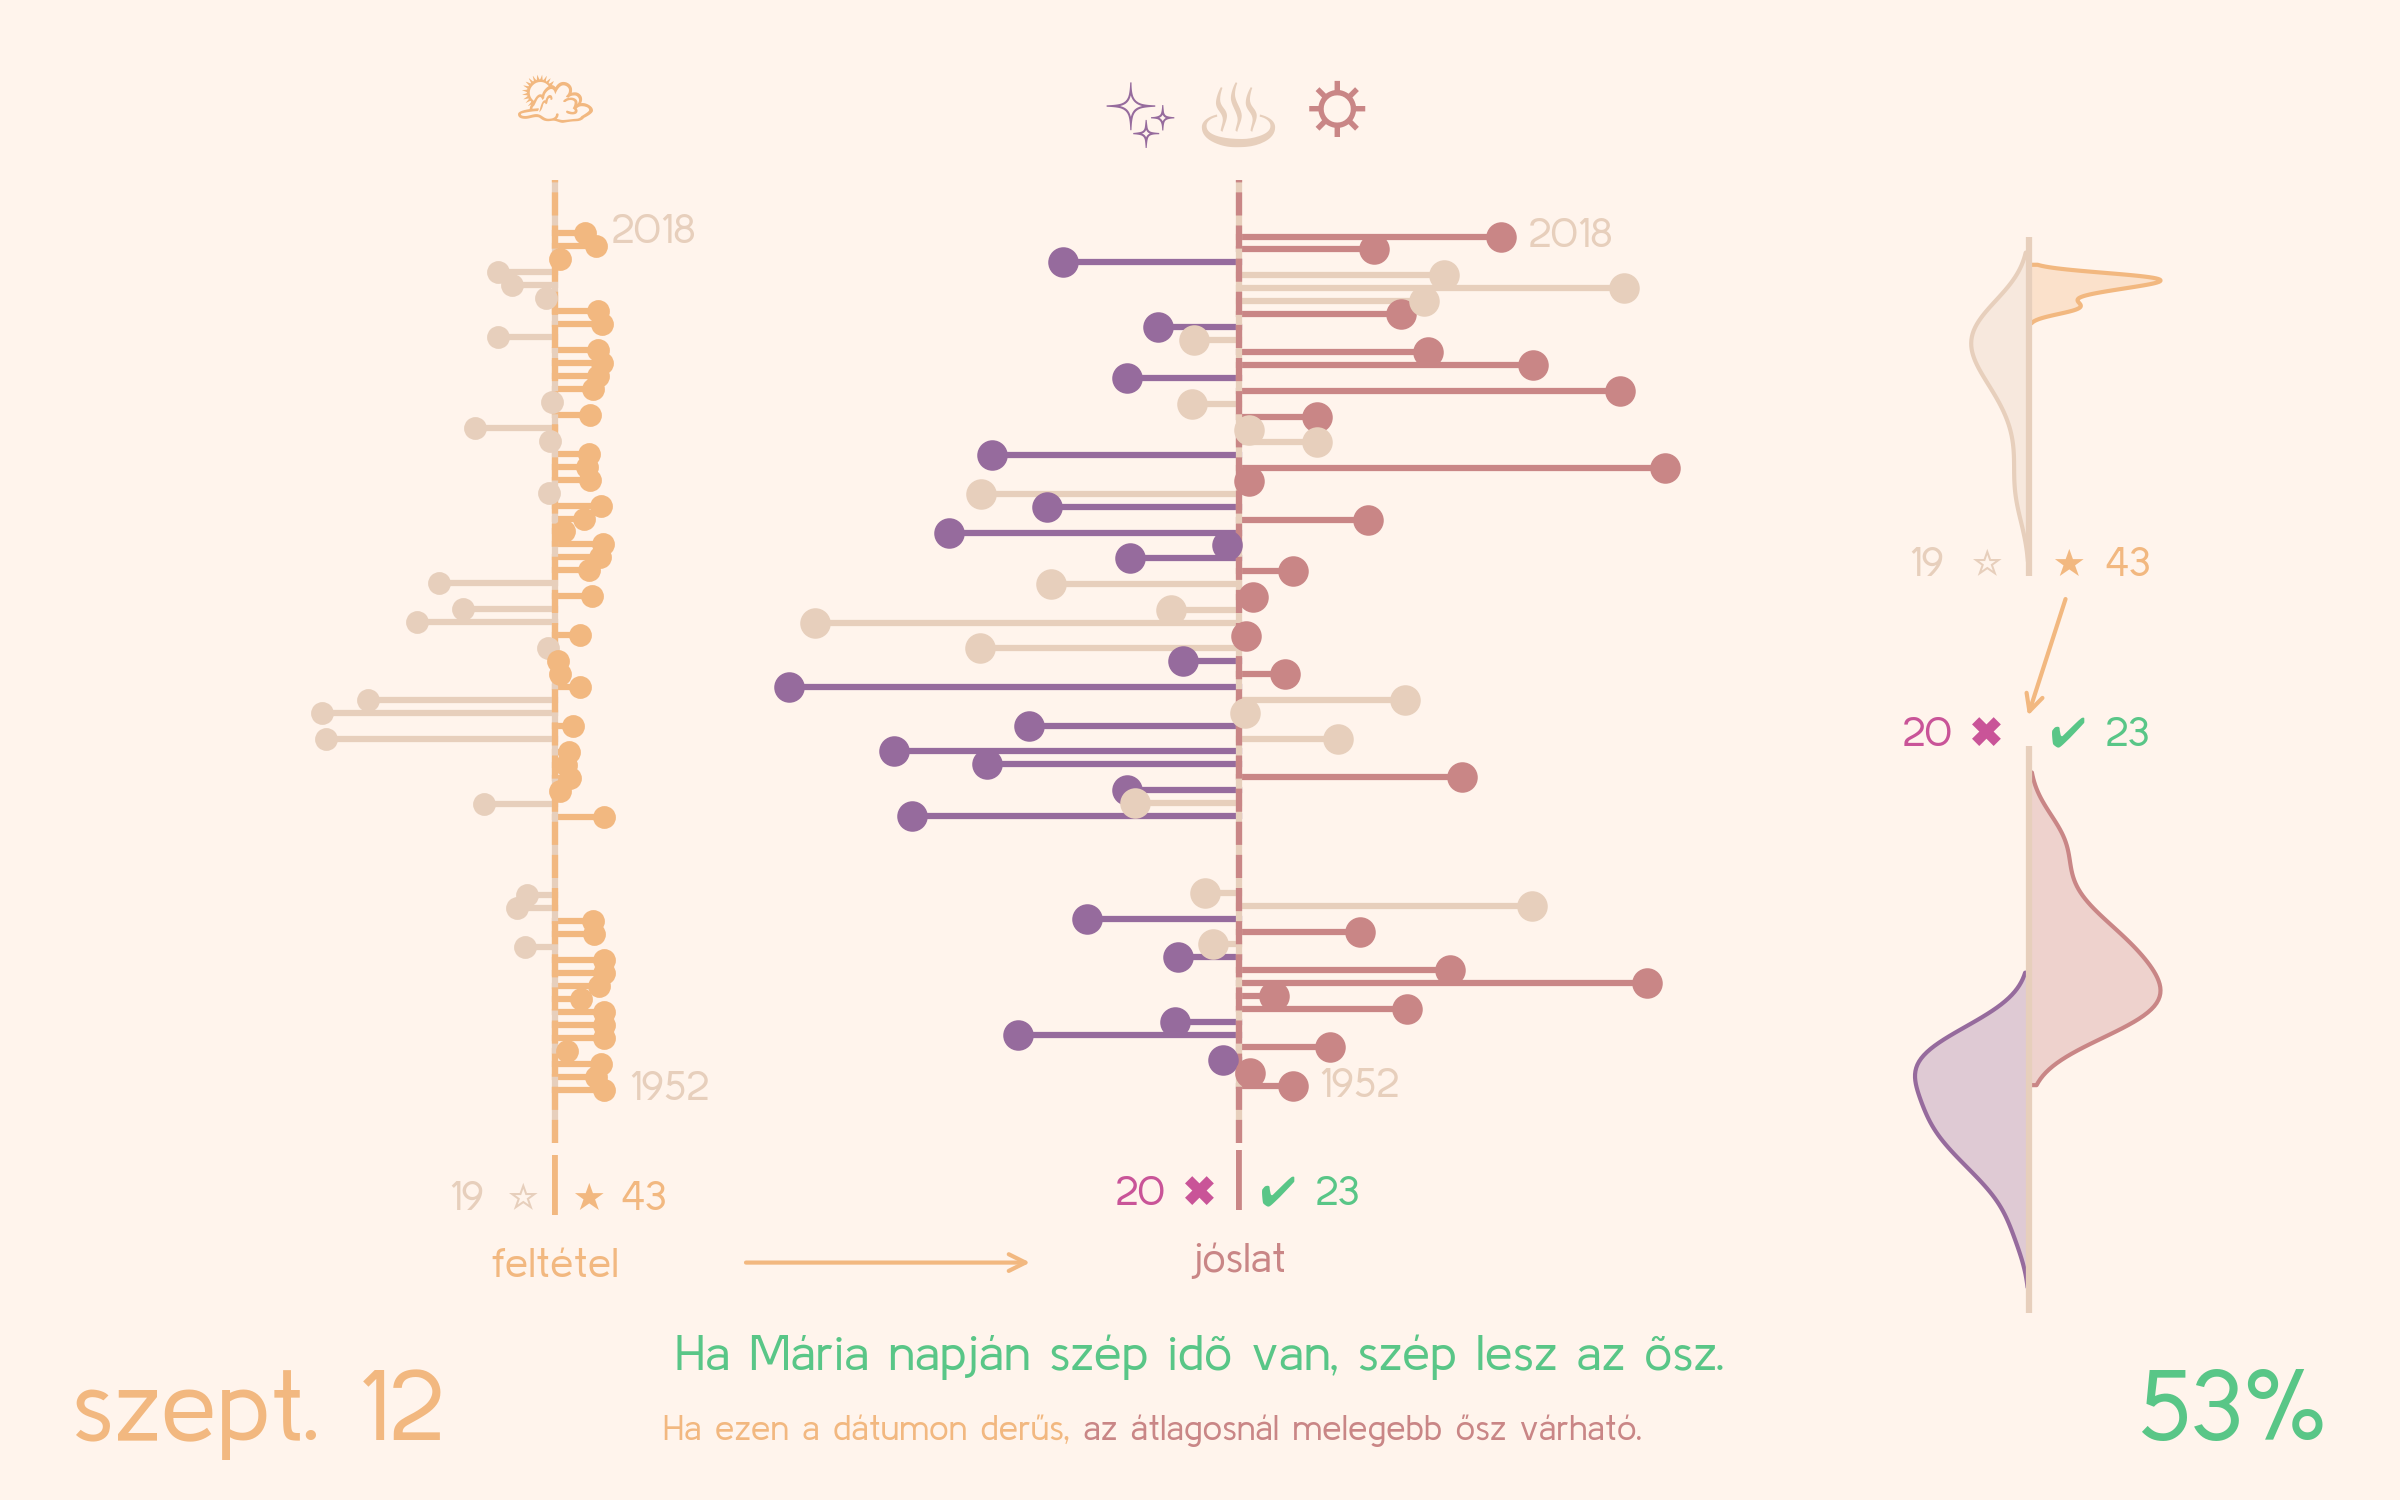 2018
2018
19 ☆ ★ 43
20 ✖ ✔ 23
1952
1952
19 ☆ ★ 43
20 ✖ ✔ 23
feltétel
jóslat
Ha Mária napján szép idõ van, szép lesz az õsz.
szept. 12
53%
Ha ezen a dátumon derűs, az átlagosnál melegebb ősz várható.